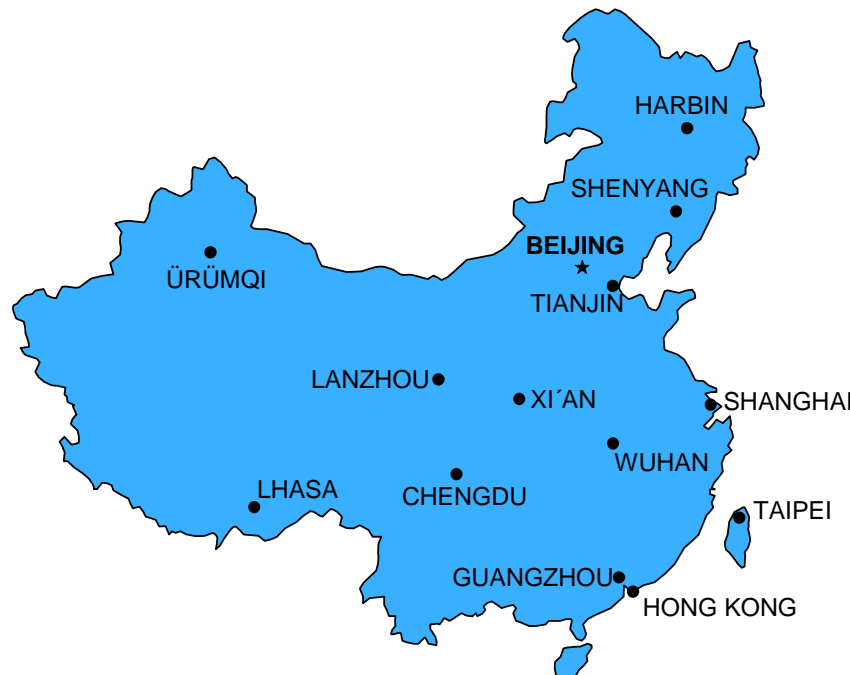 HARBIN
SHENYANG
BEIJING
ÜRÜMQI
TIANJIN
LANZHOU
XI´AN
SHANGHAI
WUHAN
LHASA
CHENGDU
TAIPEI
GUANGZHOU
HONG KONG